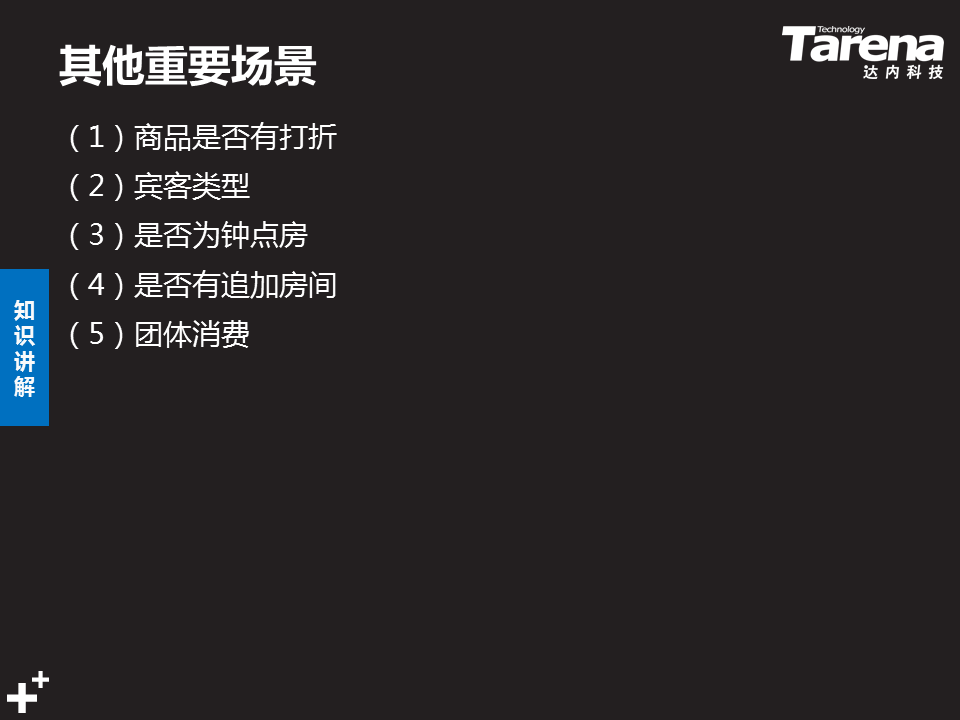 其他重要场景
Technology
Tarena
达内科技
（1）商品是否有打折
（2）宾客类型
（3）是否为钟点房
（4）是否有追加房间
（5）团体消费
知
识
讲
解